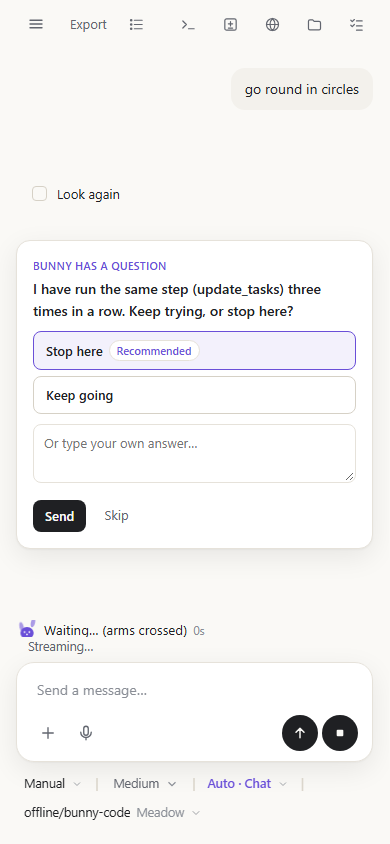 Export
go round in circles
Look again
BUNNY HAS A QUESTION
I have run the same step (update_tasks) three
times in a row. Keep trying, or stop here?
Stop here Recommended
Keep going
Or type your own answer...
Send Skip
Waiting... (arms crossed) 0s
Streaming...
Send a message...
Manual | Medium | Auto · Chat |
offline/bunny-code Meadow